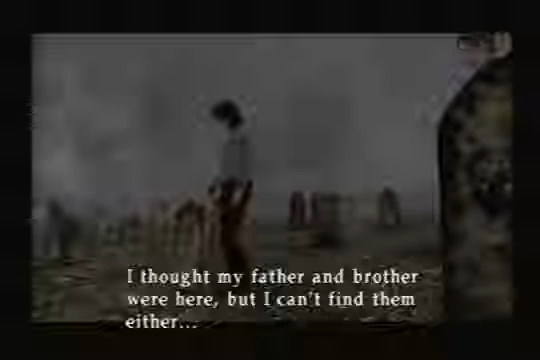 I thought my father and brother
were here, but I can't find them
either...